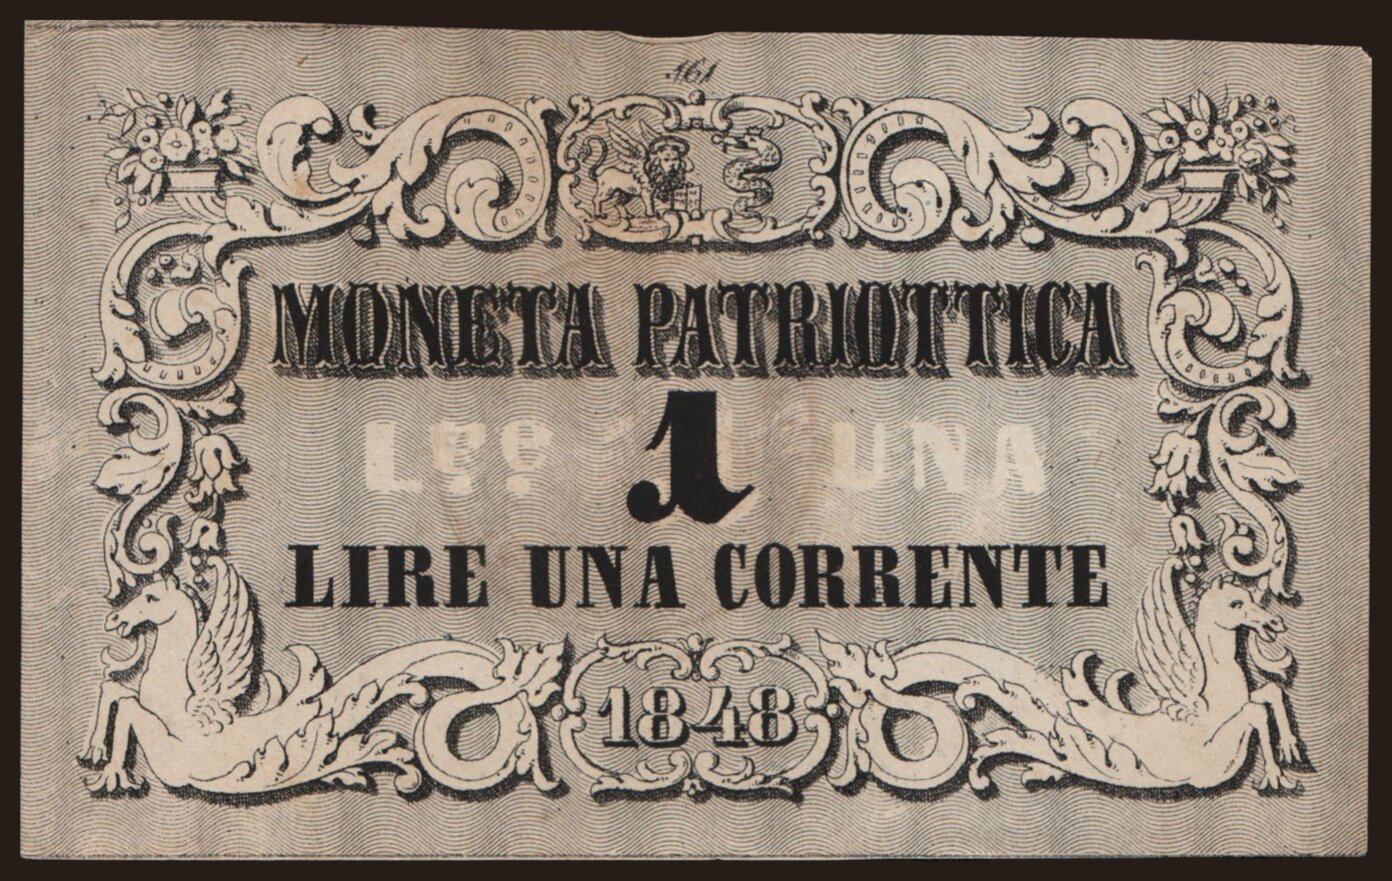 161
MONETA PATRIOTTICA
1
UNA
LIRE UNA CORRENTE
1848